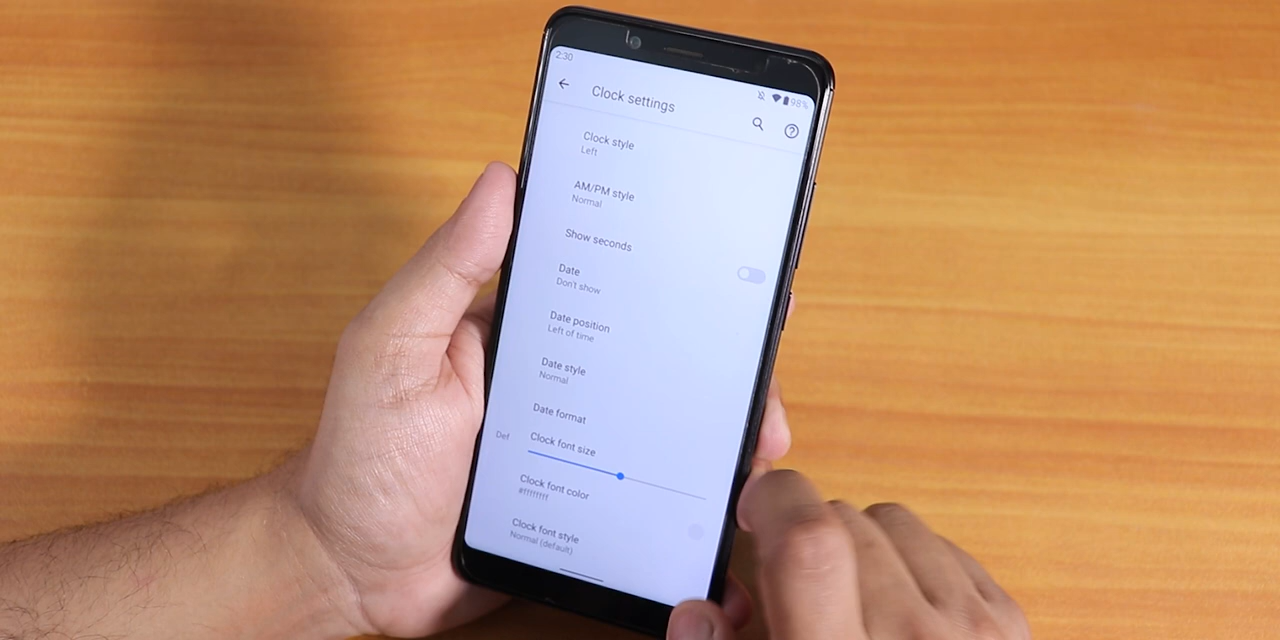 2:30
98%
Clock settings
Clock style
Left
AM/PM style
Normal
Show seconds
Date
Don't show
Date position
Left of time
Date style
Normal
Date format
Def
Clock font size
Clock font color
#ffffffff
Clock font style
Normal (default)